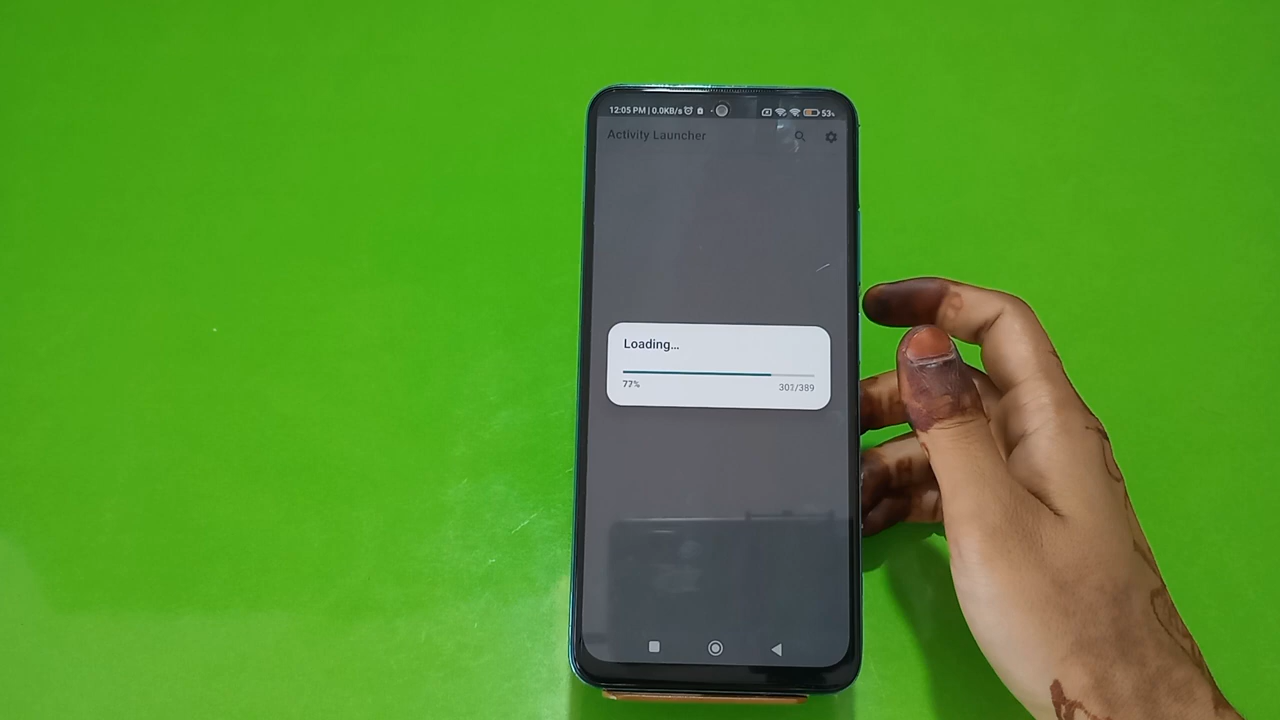 12:05 PM | 0.0KB/s 53%
Activity Launcher
Loading...
77% 301/389